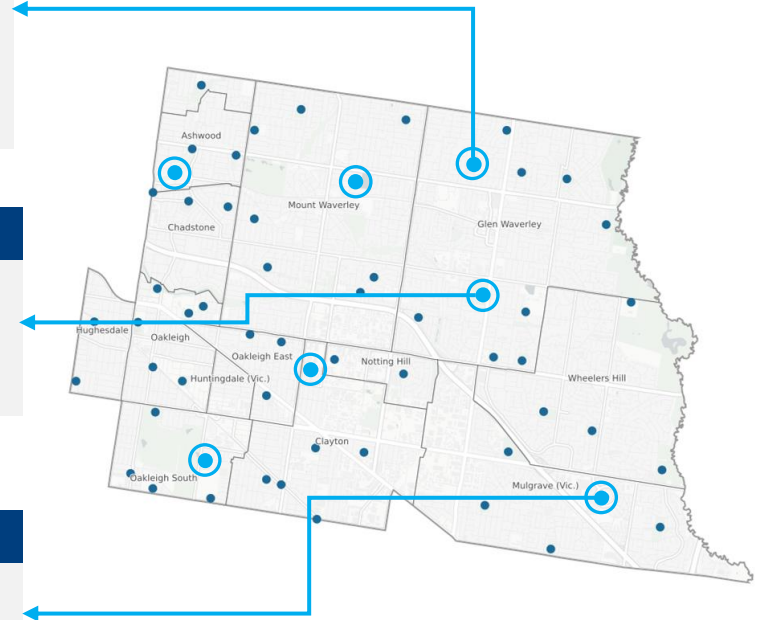 Ashwood
Mount Waverley
Glen Waverley
Chadstone
Hughesdale
Oakleigh
Oakleigh East
Notting Hill
Huntingdale (Vic.)
Wheelers Hill
Clayton
Oakleigh South
Mulgrave (Vic.)